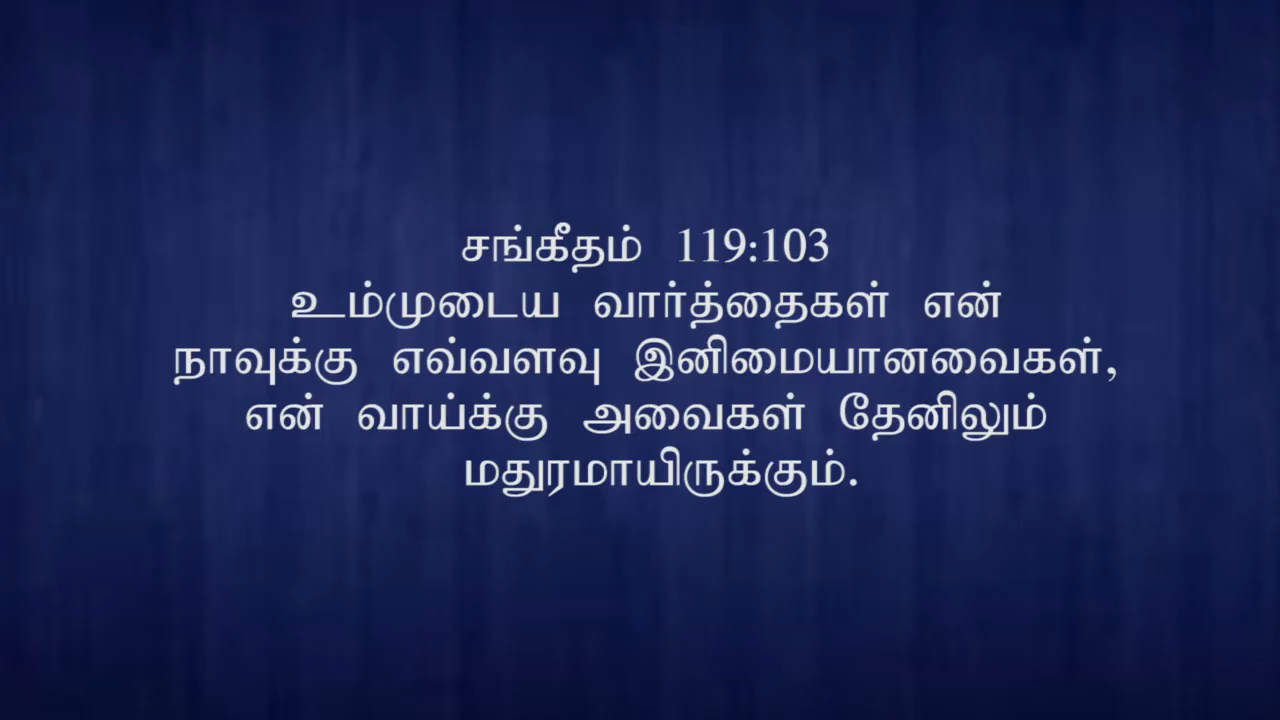 சங்கீதம் 119:103
உம்முடைய வார்த்தைகள் என்
நாவுக்கு எவ்வளவு இனிமையானவைகள்,
என் வாய்க்கு அவைகள் தேனிலும்
மதுரமாயிருக்கும்.